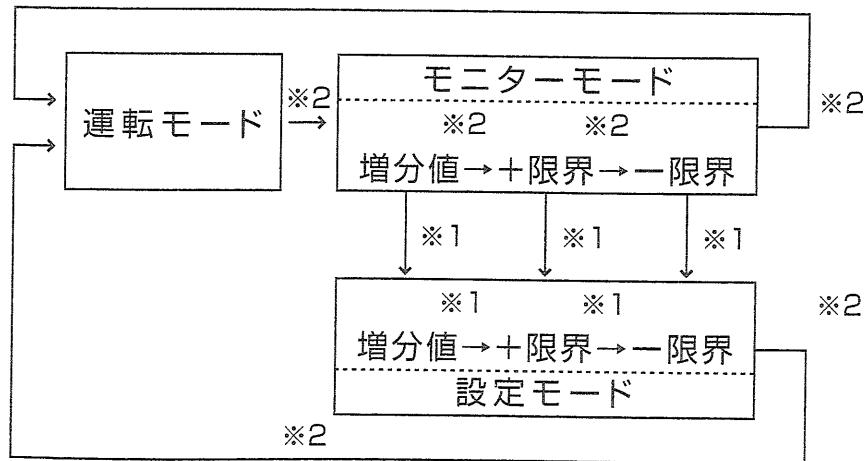 モニターモード
※2
※2
運転モード
※2 ※2
増分値→+限界→−限界
※1 ※1 ※1
※1 ※1
※2
増分値→+限界→−限界
設定モード
※2